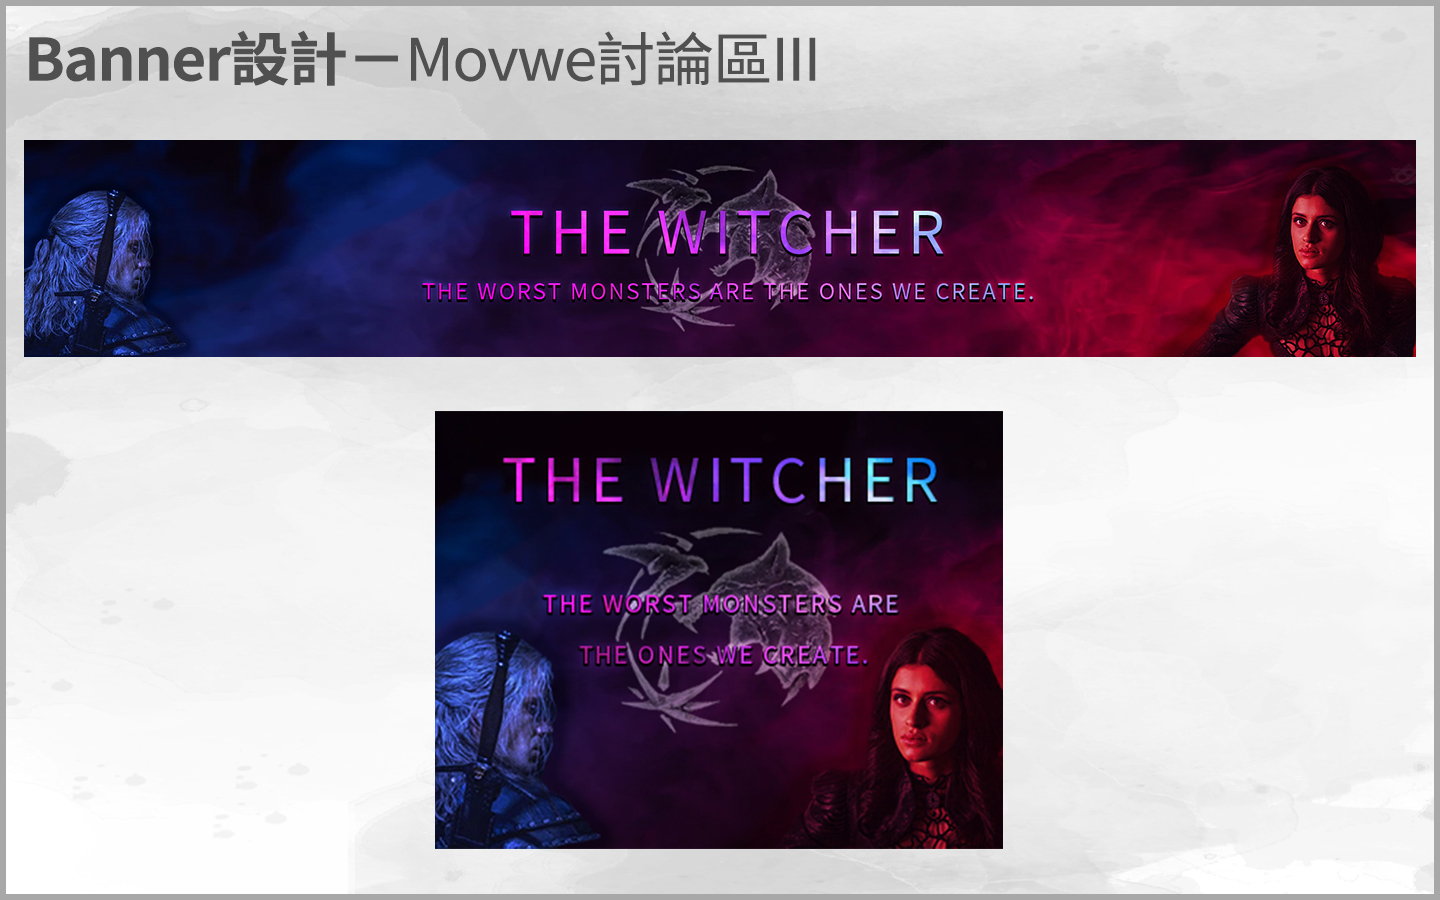 Banner設計－Movwe討論區III
THE WITCHER
THE WORST MONSTERS ARE THE ONES WE CREATE.
THE WITCHER
THE WORST MONSTERS ARE
THE ONES WE CREATE.